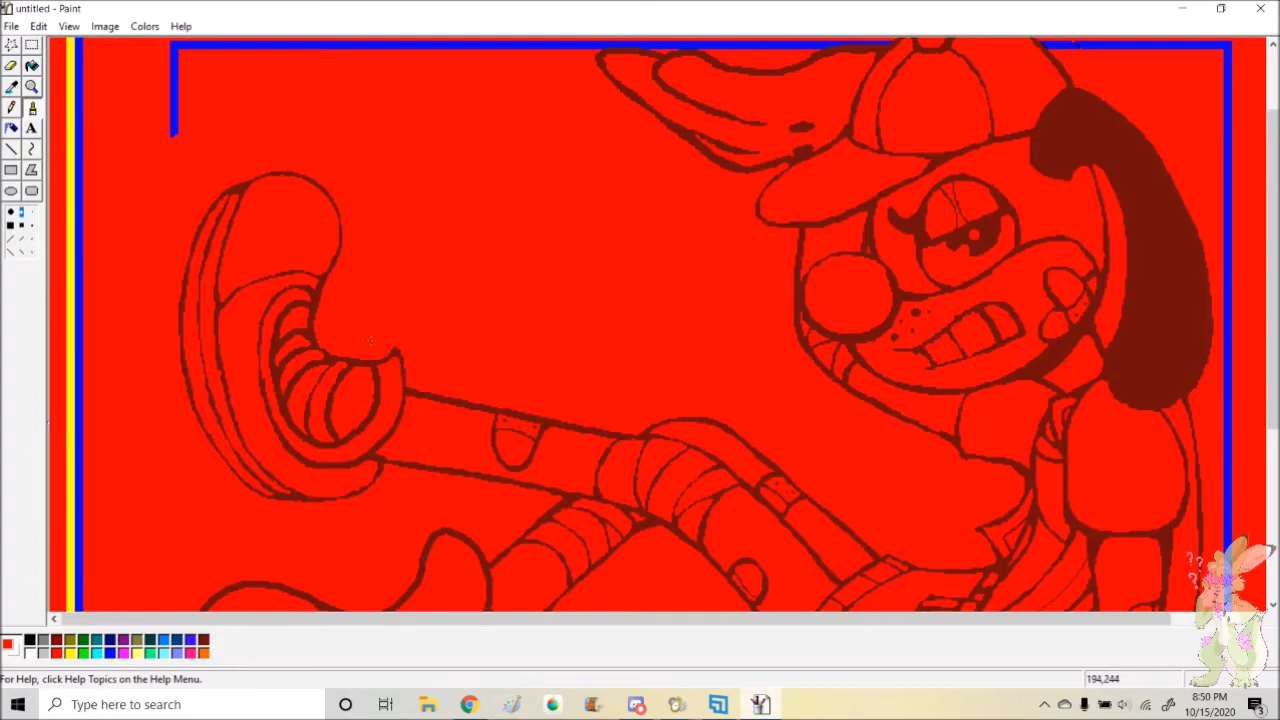 untitled - Paint
File Edit View Image Colors Help
A
??
?
For Help, click Help Topics on the Help Menu.
194,244
Type here to search
8:50 PM
10/15/2020
3